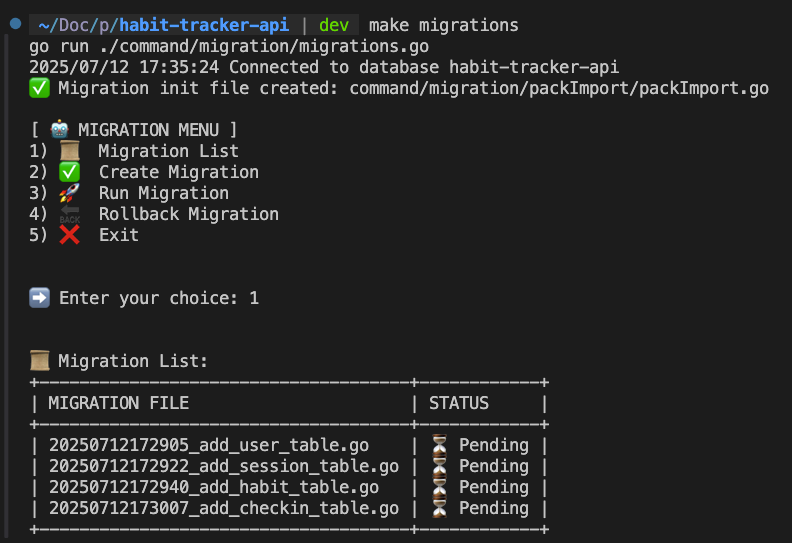 ~/Doc/p/habit-tracker-api | dev  make migrations
go run ./command/migration/migrations.go
2025/07/12 17:35:24 Connected to database habit-tracker-api
✅ Migration init file created: command/migration/packImport/packImport.go
[ 🤖 MIGRATION MENU ]
1) 📜  Migration List
2) ✅  Create Migration
3) 🚀  Run Migration
4) 🔙  Rollback Migration
5) ❌  Exit
➡️ Enter your choice: 1
📜 Migration List:
+-------------------------------------+------------+
| MIGRATION FILE                      | STATUS     |
+-------------------------------------+------------+
| 20250712172905_add_user_table.go    | ⏳ Pending |
| 20250712172922_add_session_table.go | ⏳ Pending |
| 20250712172940_add_habit_table.go   | ⏳ Pending |
| 20250712173007_add_checkin_table.go | ⏳ Pending |
+-------------------------------------+------------+